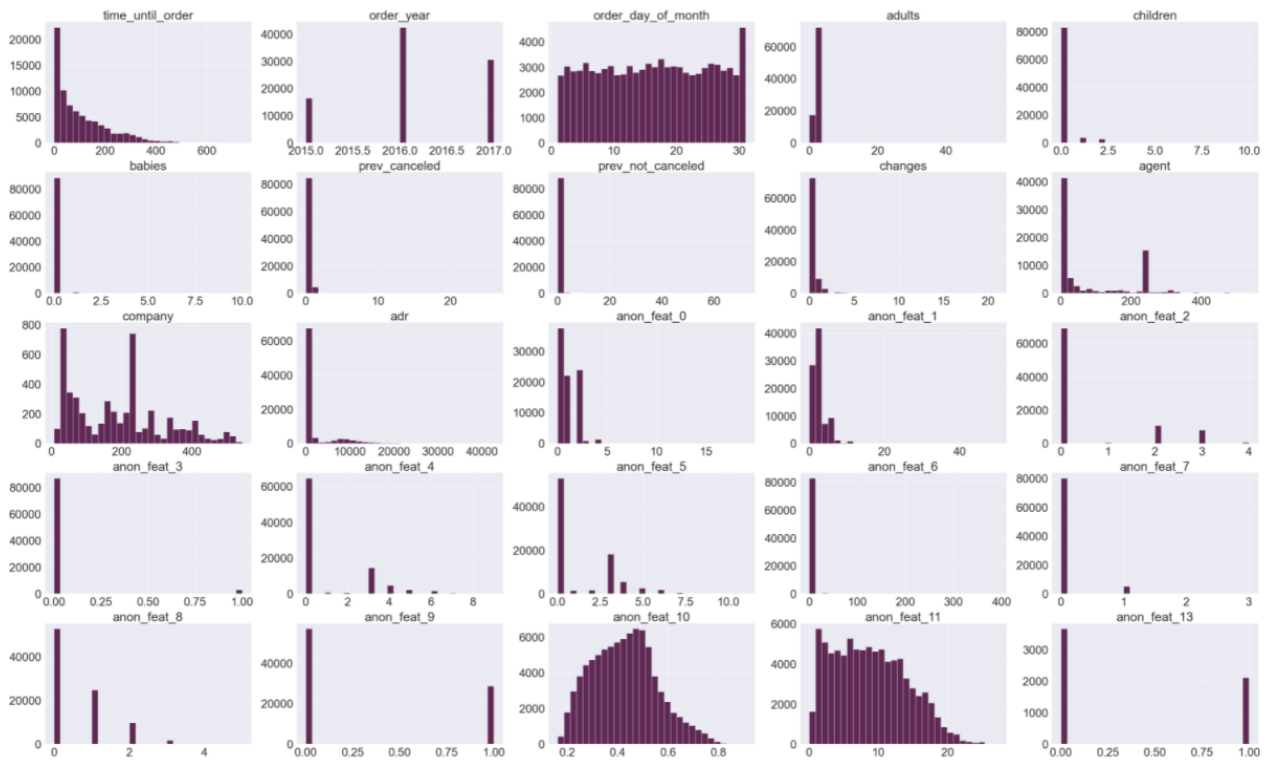 time_until_order order_year order_day_of_month adults children
20000 15000 10000 5000 0 0 200 400 600
40000 30000 20000 10000 0 2015.0 2015.5 2016.0 2016.5 2017.0
4000 3000 2000 1000 0 0 10 20 30
60000 40000 20000 0 0 20 40
80000 60000 40000 20000 0 0.0 2.5 5.0 7.5 10.0
babies prev_canceled prev_not_canceled changes agent
80000 60000 40000 20000 0 0.0 2.5 5.0 7.5 10.0
80000 60000 40000 20000 0 0 10 20
80000 60000 40000 20000 0 0 20 40 60
60000 40000 20000 0 0 5 10 15 20
40000 30000 20000 10000 0 0 200 400
company adr anon_feat_0 anon_feat_1 anon_feat_2
800 600 400 200 0 0 200 400
60000 40000 20000 0 0 10000 20000 30000 40000
30000 20000 10000 0 0 5 10 15
40000 30000 20000 10000 0 0 20 40
60000 40000 20000 0 0 1 2 3 4
anon_feat_3 anon_feat_4 anon_feat_5 anon_feat_6 anon_feat_7
80000 60000 40000 20000 0 0.00 0.25 0.50 0.75 1.00
60000 40000 20000 0 0 2 4 6 8
40000 20000 0 0.0 2.5 5.0 7.5 10.0
80000 60000 40000 20000 0 0 100 200 300 400
80000 60000 40000 20000 0 0 1 2 3
anon_feat_8 anon_feat_9 anon_feat_10 anon_feat_11 anon_feat_13
40000 20000 0 0 2 4
40000 20000 0 0.00 0.25 0.50 0.75 1.00
6000 4000 2000 0 0.2 0.4 0.6 0.8
6000 4000 2000 0 0 10 20
3000 2000 1000 0 0.00 0.25 0.50 0.75 1.00